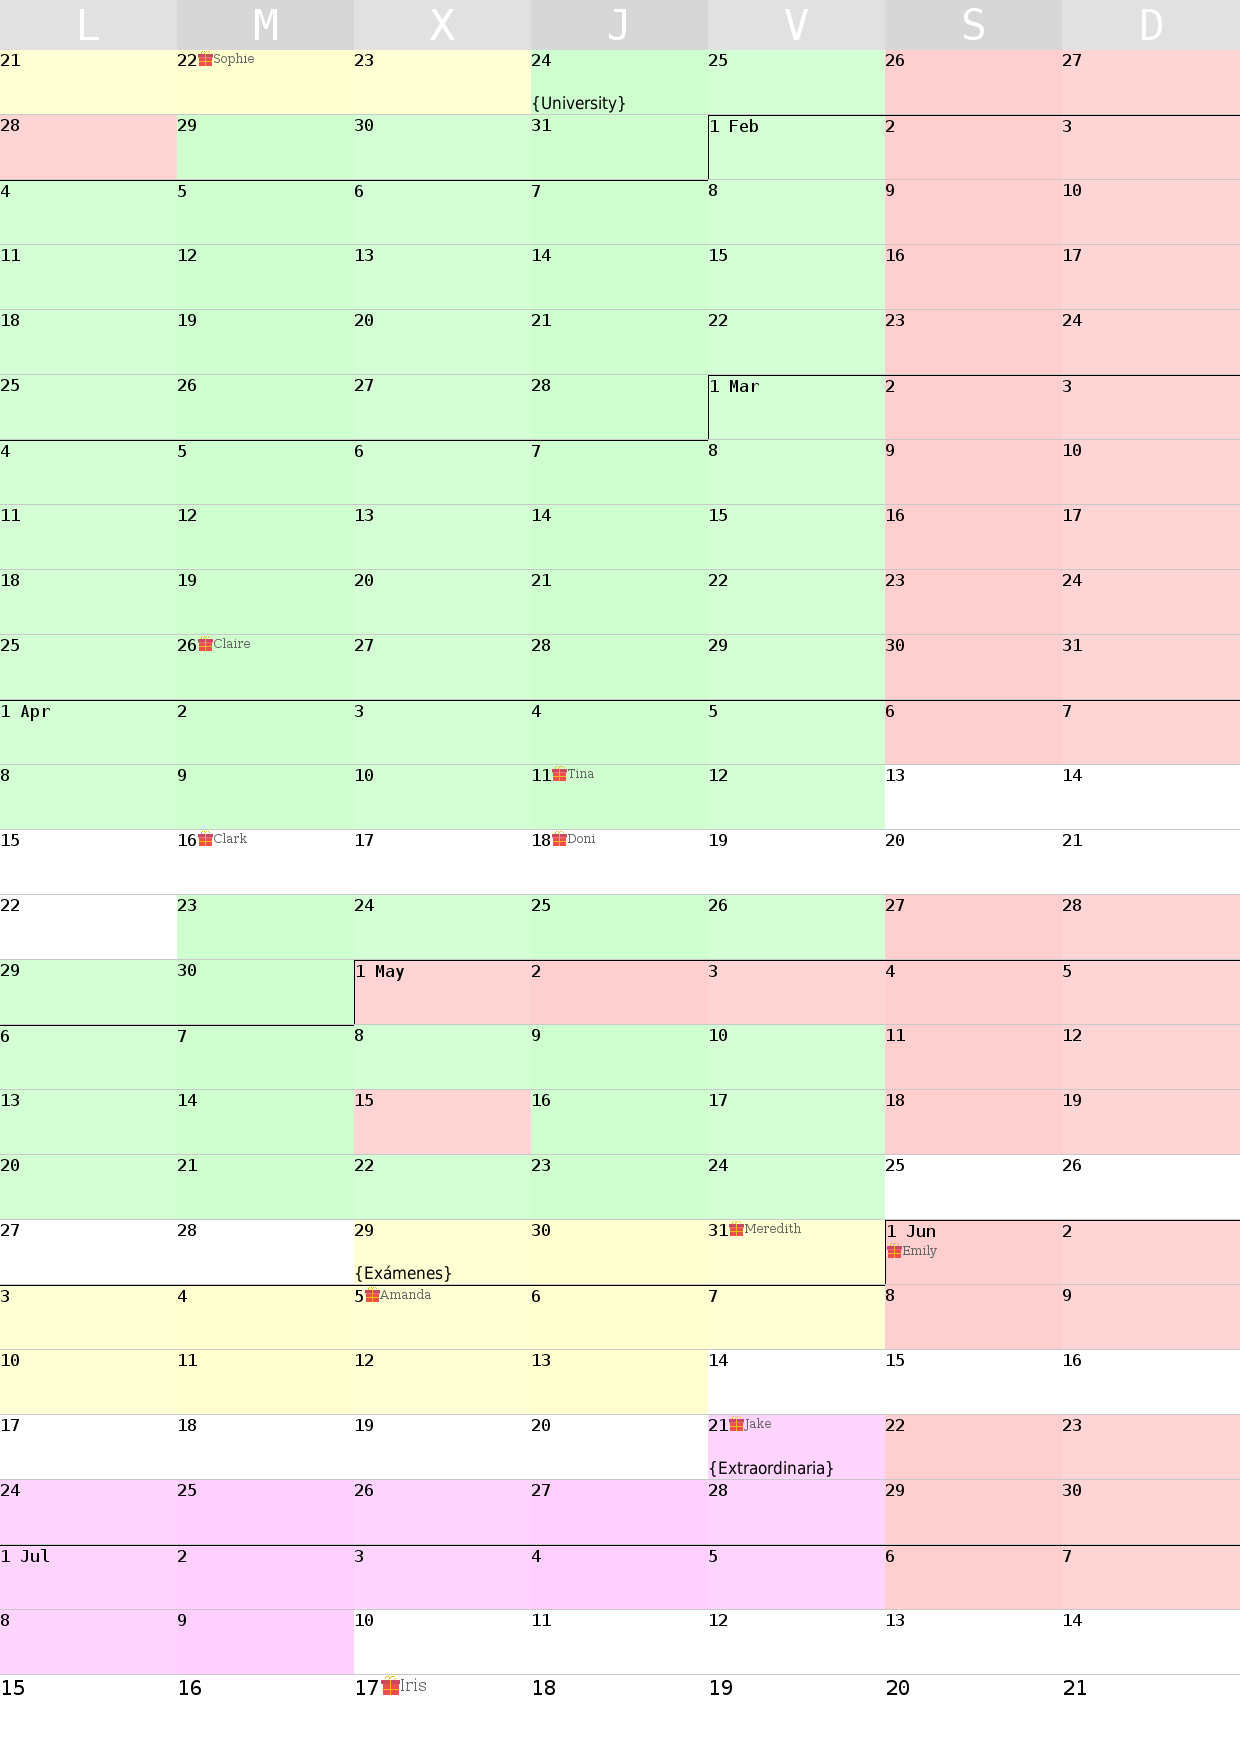 L M X J V S D
21 22 Sophie 23 24 25 26 27
{University}
28 29 30 31 1 Feb 2 3
4 5 6 7 8 9 10
11 12 13 14 15 16 17
18 19 20 21 22 23 24
25 26 27 28 1 Mar 2 3
4 5 6 7 8 9 10
11 12 13 14 15 16 17
18 19 20 21 22 23 24
25 26 Claire 27 28 29 30 31
1 Apr 2 3 4 5 6 7
8 9 10 11 Tina 12 13 14
15 16 Clark 17 18 Doni 19 20 21
22 23 24 25 26 27 28
29 30 1 May 2 3 4 5
6 7 8 9 10 11 12
13 14 15 16 17 18 19
20 21 22 23 24 25 26
27 28 29 30 31 Meredith 1 Jun 2
Emily
{Exámenes}
3 4 5 Amanda 6 7 8 9
10 11 12 13 14 15 16
17 18 19 20 21 Jake 22 23
{Extraordinaria}
24 25 26 27 28 29 30
1 Jul 2 3 4 5 6 7
8 9 10 11 12 13 14
15 16 17 Iris 18 19 20 21